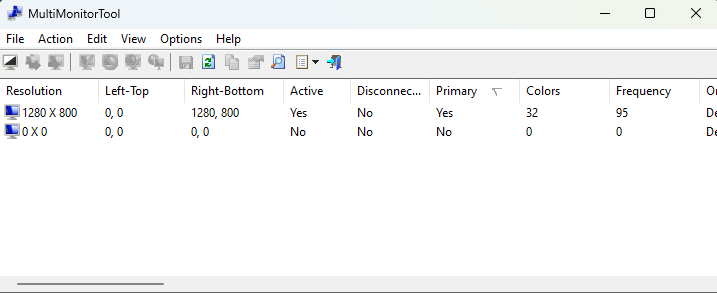 MultiMonitorTool
File Action Edit View Options Help
Resolution Left-Top Right-Bottom Active Disconnec... Primary Colors Frequency Or
1280 X 800 0, 0 1280, 800 Yes No Yes 32 95 De
0 X 0 0, 0 0, 0 No No No 0 0 De